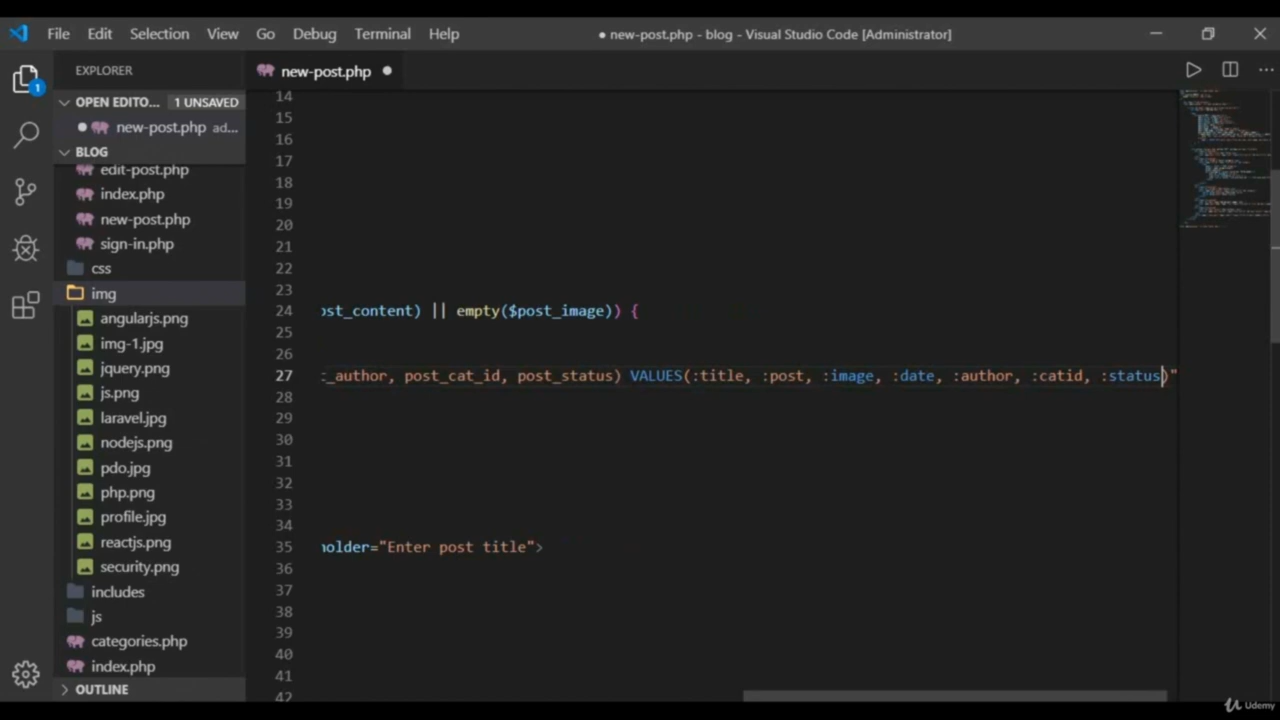 File Edit Selection View Go Debug Terminal Help
● new-post.php - blog - Visual Studio Code [Administrator]
EXPLORER
new-post.php ●
OPEN EDITO... 1 UNSAVED
● new-post.php ad...
BLOG
edit-post.php
index.php
new-post.php
sign-in.php
css
img
angularjs.png
img-1.jpg
jquery.png
js.png
laravel.jpg
nodejs.png
pdo.jpg
php.png
profile.jpg
reactjs.png
security.png
includes
js
categories.php
index.php
OUTLINE
1
14
15
16
17
18
19
20
21
22
23
24 ost_content) || empty($post_image)) {
25
26
27 t_author, post_cat_id, post_status) VALUES(:title, :post, :image, :date, :author, :catid, :status)"
28
29
30
31
32
33
34
35 holder="Enter post title">
36
37
38
39
40
41
42
Udemy